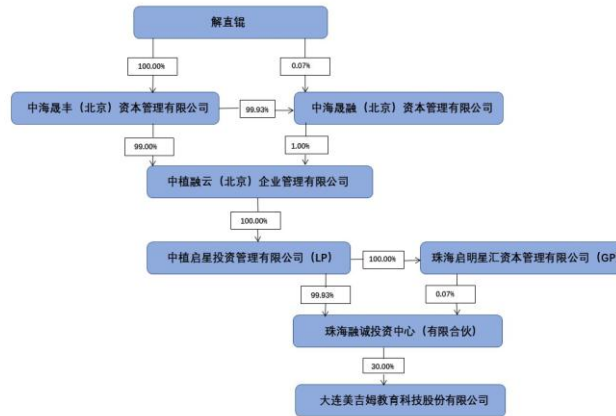 解直锟
100.00%
0.07%
中海晟丰（北京）资本管理有限公司
99.93%
中海晟融（北京）资本管理有限公司
99.00%
1.00%
中植融云（北京）企业管理有限公司
100.00%
中植启星投资管理有限公司（LP）
100.00%
珠海启明星汇资本管理有限公司（GP
99.93%
0.07%
珠海融诚投资中心（有限合伙）
30.00%
大连美吉姆教育科技股份有限公司